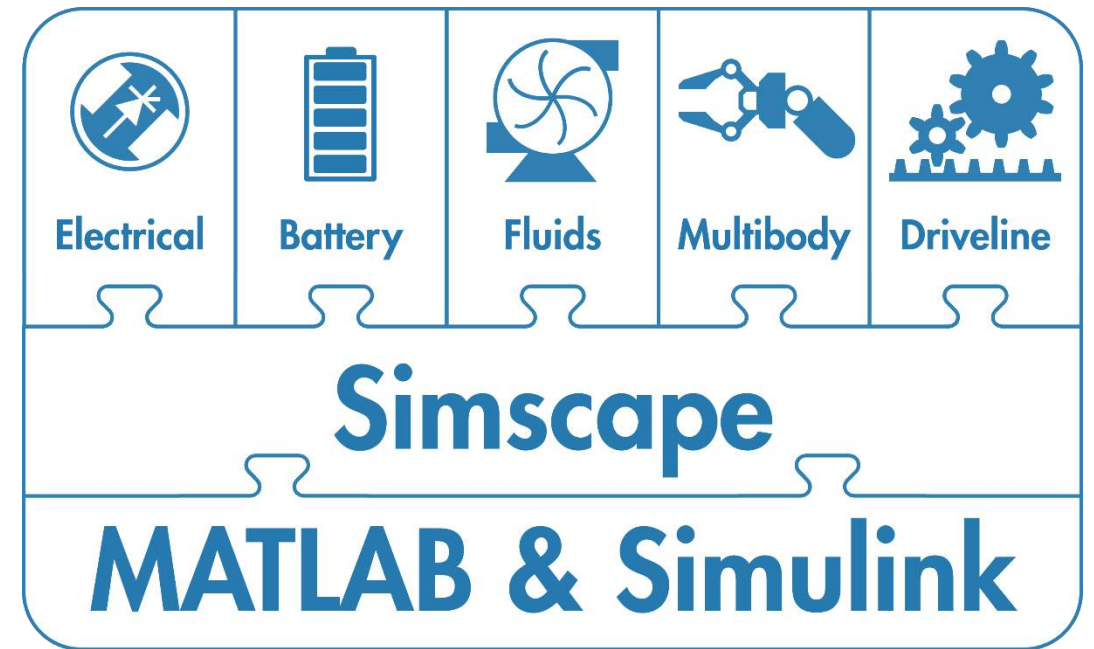 Electrical Battery Fluids Multibody Driveline
Simscape
MATLAB & Simulink